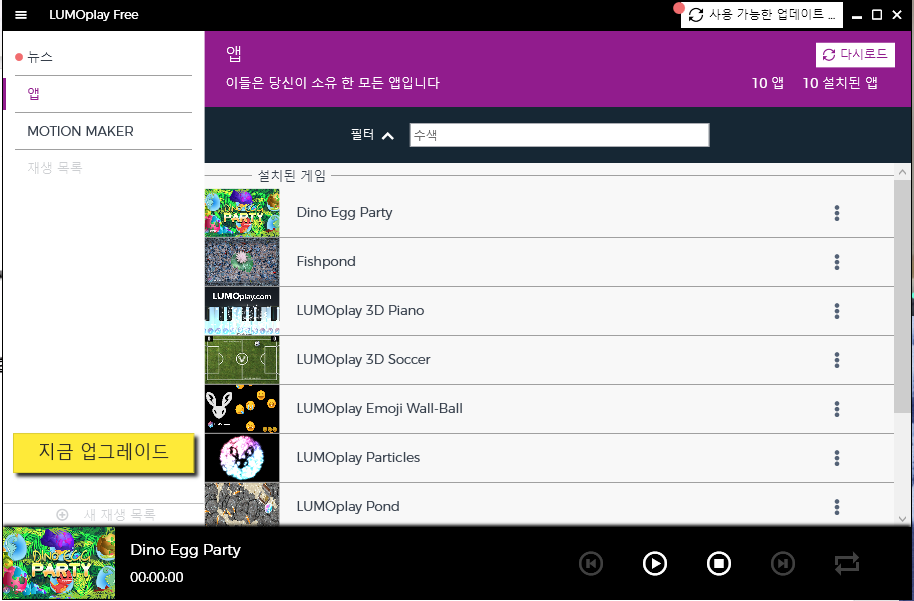 LUMOplay Free
사용 가능한 업데이트 ...
뉴스
앱
MOTION MAKER
재생 목록
지금 업그레이드
새 재생 목록
앱
다시로드
이들은 당신이 소유 한 모든 앱입니다
10 앱
10 설치된 앱
필터
수색
설치된 게임
DINO EGG
PARTY
Dino Egg Party
Fishpond
LUMOplay.com
LUMOplay 3D Piano
LUMOplay 3D Soccer
LUMOplay Emoji Wall-Ball
LUMOplay Particles
LUMOplay Pond
DINO EGG
PARTY
Dino Egg Party
00:00:00